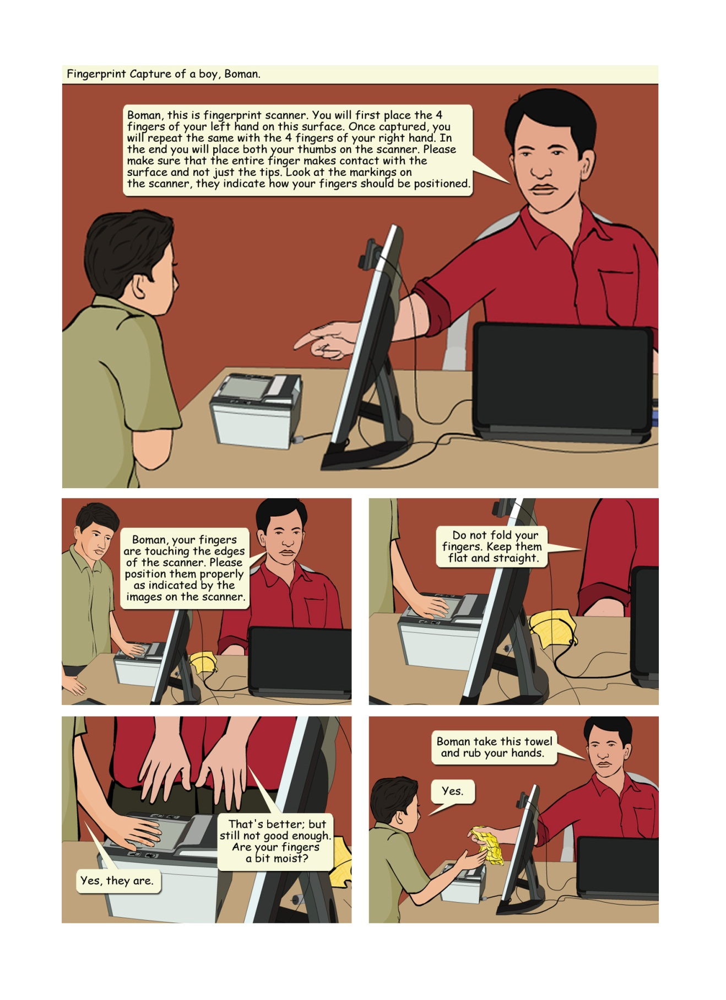 Fingerprint Capture of a boy, Boman.
Boman, this is fingerprint scanner. You will first place the 4
fingers of your left hand on this surface. Once captured, you
will repeat the same with the 4 fingers of your right hand. In
the end you will place both your thumbs on the scanner. Please
make sure that the entire finger makes contact with the
surface and not just the tips. Look at the markings on
the scanner, they indicate how your fingers should be positioned.
Boman, your fingers
are touching the edges
of the scanner. Please
position them properly
as indicated by the
images on the scanner.
Do not fold your
fingers. Keep them
flat and straight.
That's better; but
still not good enough.
Are your fingers
a bit moist?
Yes, they are.
Boman take this towel
and rub your hands.
Yes.